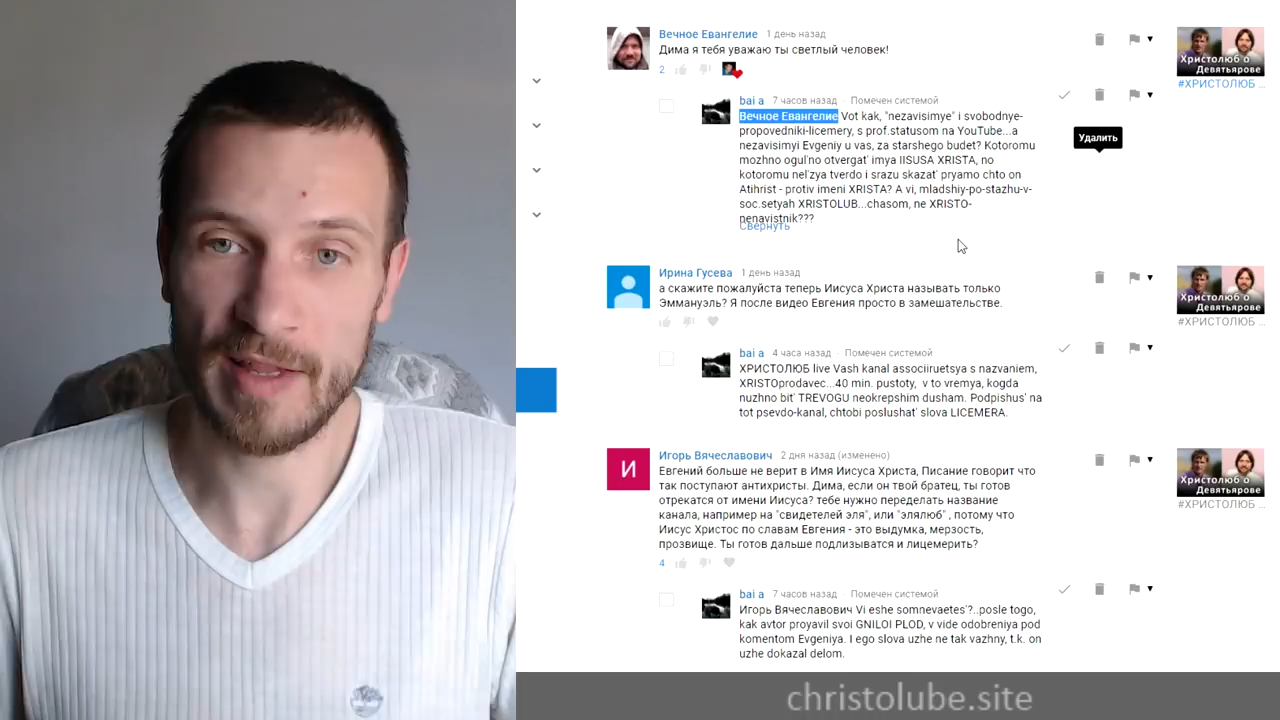 Вечное Евангелие 1 день назад
Дима я тебя уважаю ты светлый человек!
2
Христолюб о
Девятьярове
#ХРИСТОЛЮБ ...
bai a 7 часов назад · Помечен системой
Вечное Евангелие Vot kak, "nezavisimye" i svobodnye-
propovedniki-licemery, s prof.statusom na YouTube...a
nezavisimyi Evgeniy u vas, za starshego budet? Kotoromu
mozhno ogul'no otvergat' imya IISUSA XRISTA, no
kotoromu nel'zya tverdo i srazu skazat' pryamo chto on
Atihrist - protiv imeni XRISTA? A vi, mladshiy-po-stazhu-v-
soc.setyah XRISTOLUB...chasom, ne XRISTO-
nenavistnik???
Свернуть
Удалить
Ирина Гусева 1 день назад
а скажите пожалуйста теперь Иисуса Христа называть только
Эммануэль? Я после видео Евгения просто в замешательстве.
Христолюб о
Девятьярове
#ХРИСТОЛЮБ ...
bai a 4 часа назад · Помечен системой
ХРИСТОЛЮБ live Vash kanal associiruetsya s nazvaniem,
XRISTOprodavec...40 min. pustoty, v to vremya, kogda
nuzhno bit' TREVOGU neokrepshim dusham. Podpishus' na
tot psevdo-kanal, chtobi poslushat' slova LICEMERA.
И
Игорь Вячеславович 2 дня назад (изменено)
Евгений больше не верит в Имя Иисуса Христа, Писание говорит что
так поступают антихристы. Дима, если он твой братец, ты готов
отрекатся от имени Иисуса? тебе нужно переделать название
канала, например на "свидетелей эля", или "элялюб" , потому что
Иисус Христос по славам Евгения - это выдумка, мерзость,
прозвище. Ты готов дальше подлизыватся и лицемерить?
4
Христолюб о
Девятьярове
#ХРИСТОЛЮБ ...
bai a 7 часов назад · Помечен системой
Игорь Вячеславович Vi eshe somnevaetes'?..posle togo,
kak avtor proyavil svoi GNILOI PLOD, v vide odobreniya pod
komentom Evgeniya. I ego slova uzhe ne tak vazhny, t.k. on
uzhe dokazal delom.
christolube.site